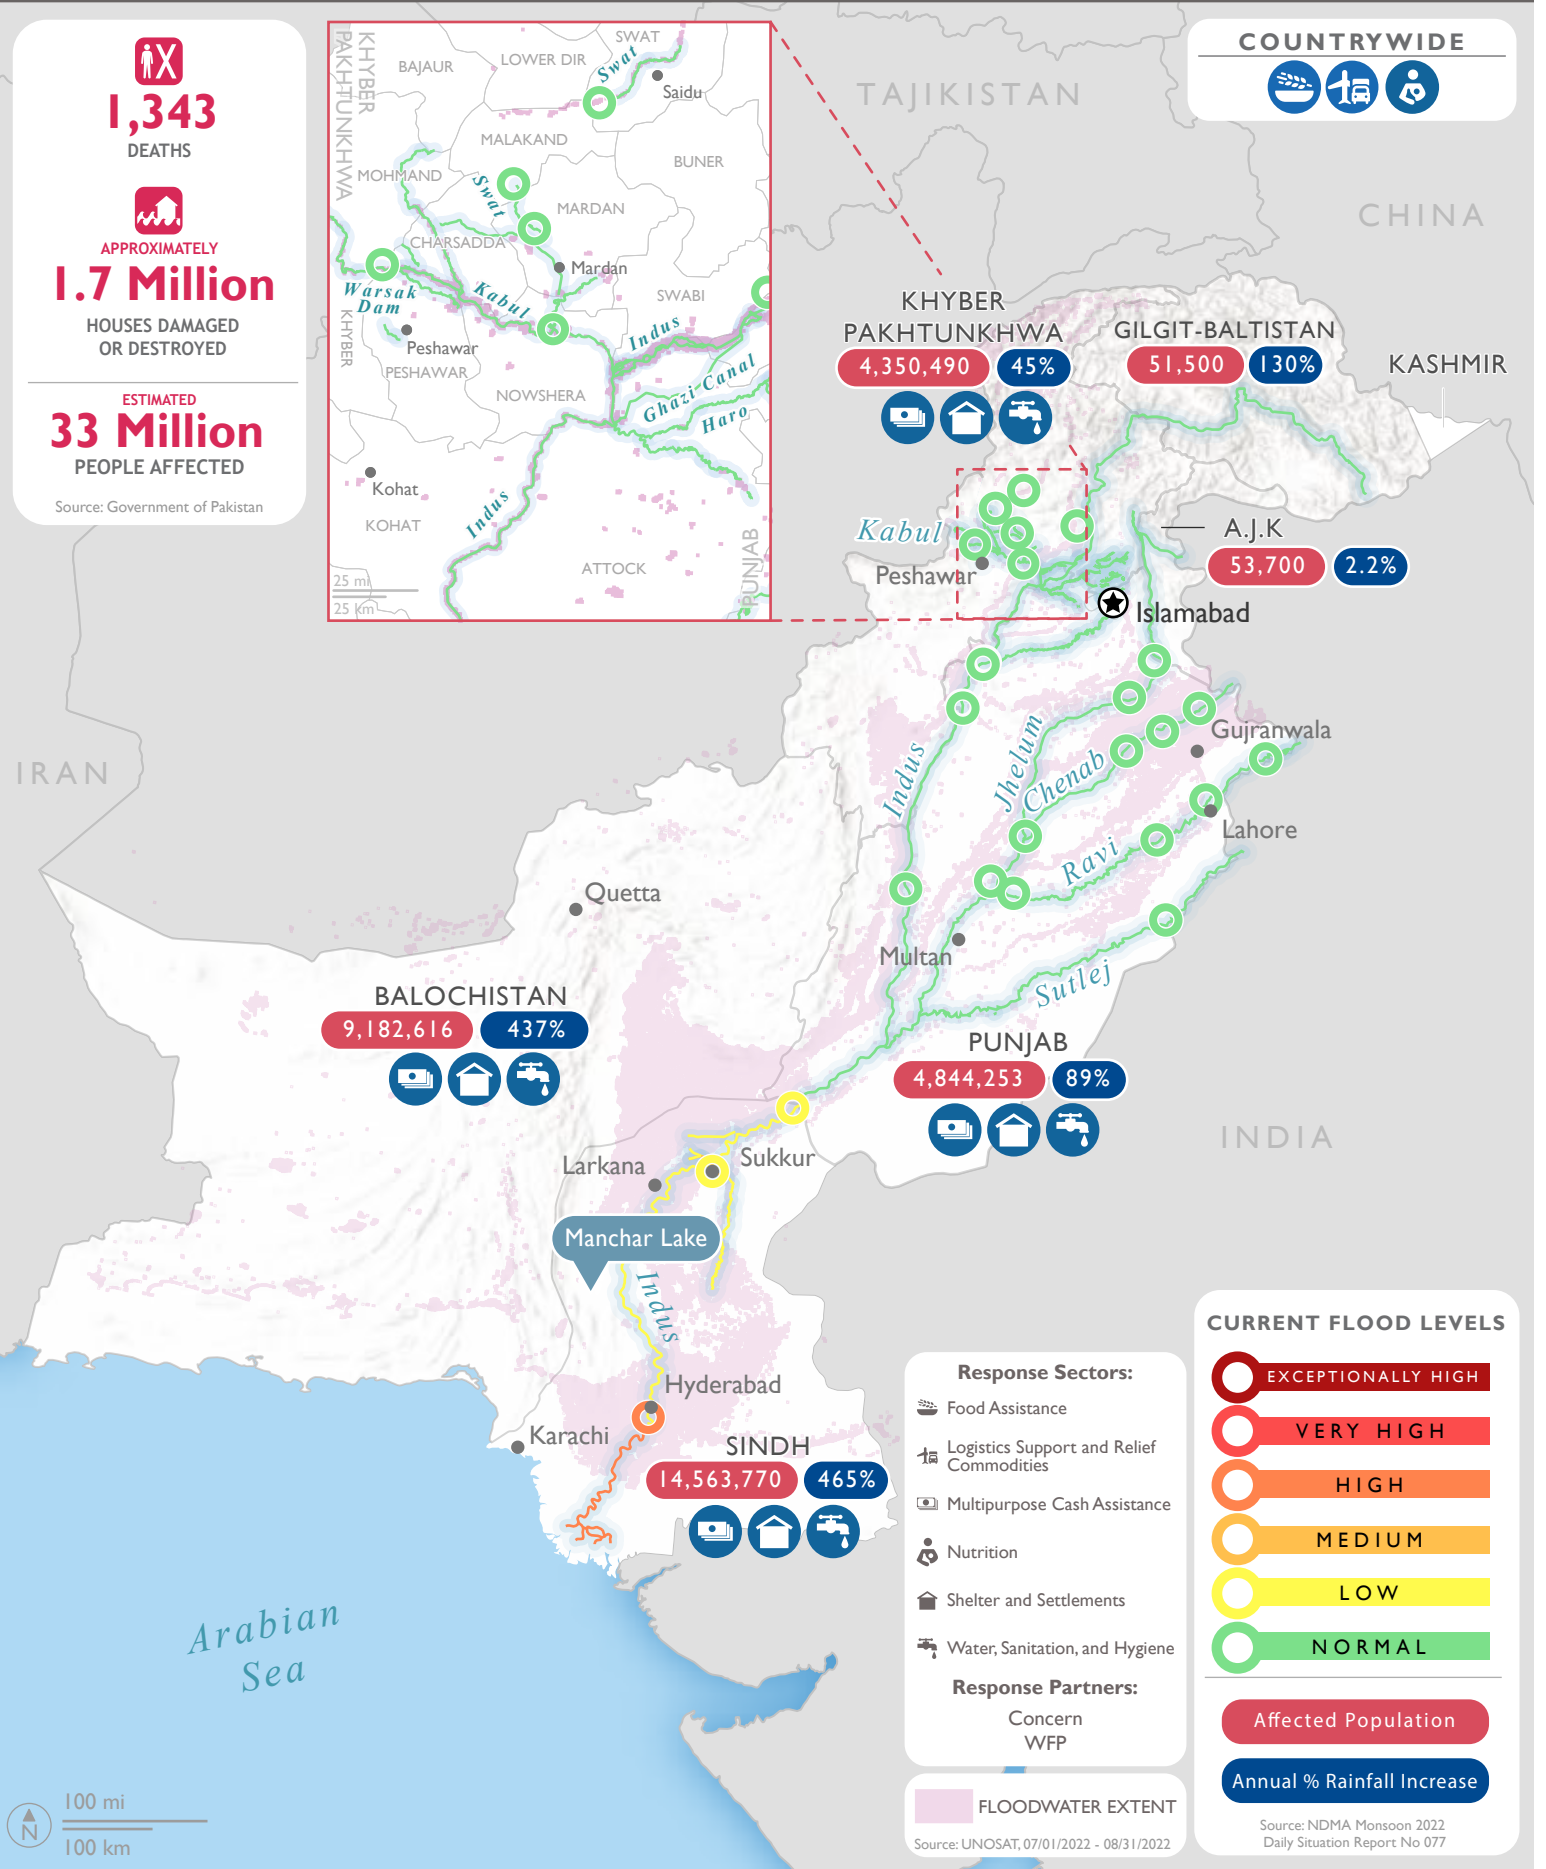 1,343
DEATHS
APPROXIMATELY
1.7 Million
HOUSES DAMAGED
OR DESTROYED
ESTIMATED
33 Million
PEOPLE AFFECTED
Source: Government of Pakistan
KHYBER
PAKHTUNKHWA
BAJAUR
LOWER DIR
SWAT
Swat
Saidu
MALAKAND
BUNER
MOHMAND
Swat
MARDAN
CHARSADDA
Mardan
Warsak
Dam
Kabul
SWABI
KHYBER
Peshawar
PESHAWAR
Indus
NOWSHERA
Ghazi Canal
Haro
Kohat
KOHAT
Indus
ATTOCK
PUNJAB
25 mi
25 km
COUNTRYWIDE
TAJIKISTAN
CHINA
KHYBER
PAKHTUNKHWA
4,350,490
45%
GILGIT-BALTISTAN
51,500
130%
KASHMIR
Kabul
Peshawar
A.J.K
53,700
2.2%
Islamabad
IRAN
Indus
Jhelum
Chenab
Gujranwala
Lahore
Ravi
Quetta
Multan
Sutlej
BALOCHISTAN
9,182,616
437%
PUNJAB
4,844,253
89%
INDIA
Larkana
Sukkur
Manchar Lake
Indus
Hyderabad
Karachi
SINDH
14,563,770
465%
Arabian
Sea
100 mi
100 km
N
Response Sectors:
Food Assistance
Logistics Support and Relief
Commodities
Multipurpose Cash Assistance
Nutrition
Shelter and Settlements
Water, Sanitation, and Hygiene
Response Partners:
Concern
WFP
FLOODWATER EXTENT
Source: UNOSAT, 07/01/2022 - 08/31/2022
CURRENT FLOOD LEVELS
EXCEPTIONALLY HIGH
VERY HIGH
HIGH
MEDIUM
LOW
NORMAL
Affected Population
Annual % Rainfall Increase
Source: NDMA Monsoon 2022
Daily Situation Report No 077